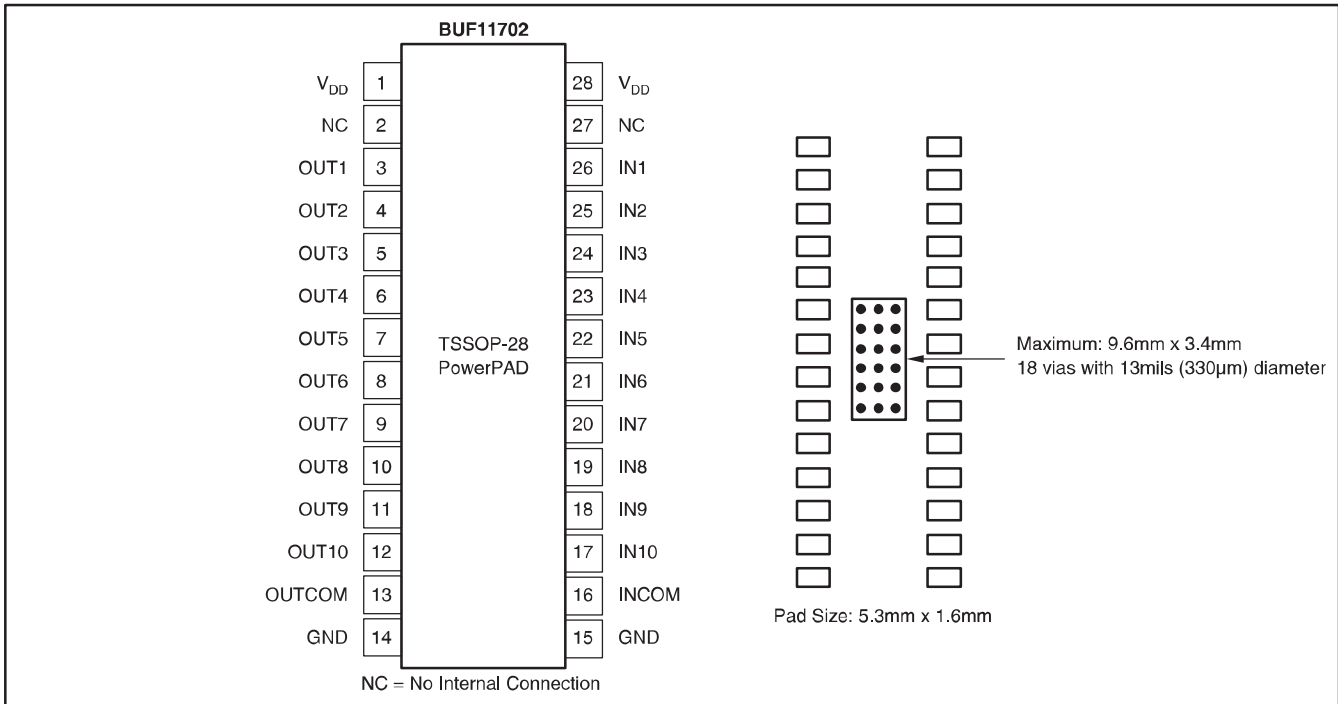 BUF11702
V_DD 1 28 V_DD
NC 2 27 NC
OUT1 3 26 IN1
OUT2 4 25 IN2
OUT3 5 24 IN3
OUT4 6 23 IN4
OUT5 7 22 IN5
OUT6 8 21 IN6
OUT7 9 20 IN7
OUT8 10 19 IN8
OUT9 11 18 IN9
OUT10 12 17 IN10
OUTCOM 13 16 INCOM
GND 14 15 GND
TSSOP-28
PowerPAD
NC = No Internal Connection
Maximum: 9.6mm x 3.4mm
18 vias with 13mils (330μm) diameter
Pad Size: 5.3mm x 1.6mm